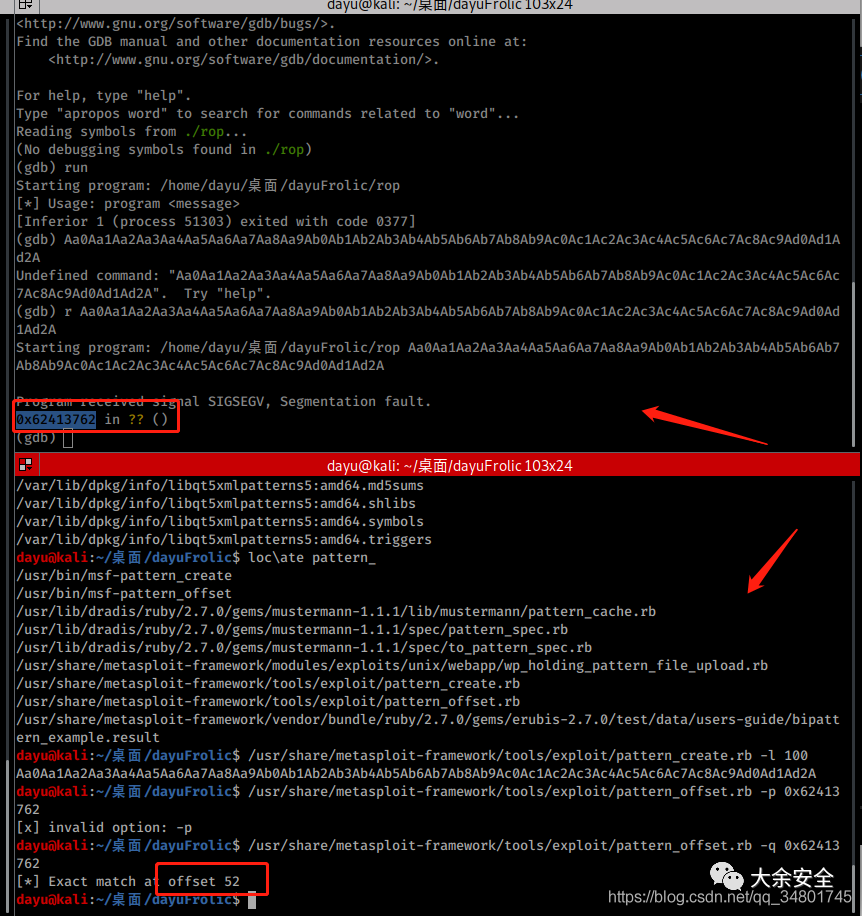 dayu@kali: ~/桌面/dayuFrolic 103x24
<http://www.gnu.org/software/gdb/bugs/>.
Find the GDB manual and other documentation resources online at:
    <http://www.gnu.org/software/gdb/documentation/>.
For help, type "help".
Type "apropos word" to search for commands related to "word"...
Reading symbols from ./rop...
(No debugging symbols found in ./rop)
(gdb) run
Starting program: /home/dayu/桌面/dayuFrolic/rop
[*] Usage: program <message>
[Inferior 1 (process 51303) exited with code 0377]
(gdb) Aa0Aa1Aa2Aa3Aa4Aa5Aa6Aa7Aa8Aa9Ab0Ab1Ab2Ab3Ab4Ab5Ab6Ab7Ab8Ab9Ac0Ac1Ac2Ac3Ac4Ac5Ac6Ac7Ac8Ac9Ad0Ad1A
d2A
Undefined command: "Aa0Aa1Aa2Aa3Aa4Aa5Aa6Aa7Aa8Aa9Ab0Ab1Ab2Ab3Ab4Ab5Ab6Ab7Ab8Ab9Ac0Ac1Ac2Ac3Ac4Ac5Ac6Ac
7Ac8Ac9Ad0Ad1Ad2A".  Try "help".
(gdb) r Aa0Aa1Aa2Aa3Aa4Aa5Aa6Aa7Aa8Aa9Ab0Ab1Ab2Ab3Ab4Ab5Ab6Ab7Ab8Ab9Ac0Ac1Ac2Ac3Ac4Ac5Ac6Ac7Ac8Ac9Ad0Ad
1Ad2A
Starting program: /home/dayu/桌面/dayuFrolic/rop Aa0Aa1Aa2Aa3Aa4Aa5Aa6Aa7Aa8Aa9Ab0Ab1Ab2Ab3Ab4Ab5Ab6Ab7
Ab8Ab9Ac0Ac1Ac2Ac3Ac4Ac5Ac6Ac7Ac8Ac9Ad0Ad1Ad2A
Program received signal SIGSEGV, Segmentation fault.
0x62413762 in ?? ()
(gdb)
dayu@kali: ~/桌面/dayuFrolic 103x24
/var/lib/dpkg/info/libqt5xmlpatterns5:amd64.md5sums
/var/lib/dpkg/info/libqt5xmlpatterns5:amd64.shlibs
/var/lib/dpkg/info/libqt5xmlpatterns5:amd64.symbols
/var/lib/dpkg/info/libqt5xmlpatterns5:amd64.triggers
dayu@kali:~/桌面/dayuFrolic$ loc\ate pattern_
/usr/bin/msf-pattern_create
/usr/bin/msf-pattern_offset
/usr/lib/dradis/ruby/2.7.0/gems/mustermann-1.1.1/lib/mustermann/pattern_cache.rb
/usr/lib/dradis/ruby/2.7.0/gems/mustermann-1.1.1/spec/pattern_spec.rb
/usr/lib/dradis/ruby/2.7.0/gems/mustermann-1.1.1/spec/to_pattern_spec.rb
/usr/share/metasploit-framework/modules/exploits/unix/webapp/wp_holding_pattern_file_upload.rb
/usr/share/metasploit-framework/tools/exploit/pattern_create.rb
/usr/share/metasploit-framework/tools/exploit/pattern_offset.rb
/usr/share/metasploit-framework/vendor/bundle/ruby/2.7.0/gems/erubis-2.7.0/test/data/users-guide/bipatt
ern_example.result
dayu@kali:~/桌面/dayuFrolic$ /usr/share/metasploit-framework/tools/exploit/pattern_create.rb -l 100
Aa0Aa1Aa2Aa3Aa4Aa5Aa6Aa7Aa8Aa9Ab0Ab1Ab2Ab3Ab4Ab5Ab6Ab7Ab8Ab9Ac0Ac1Ac2Ac3Ac4Ac5Ac6Ac7Ac8Ac9Ad0Ad1Ad2A
dayu@kali:~/桌面/dayuFrolic$ /usr/share/metasploit-framework/tools/exploit/pattern_offset.rb -p 0x62413
762
[x] invalid option: -p
dayu@kali:~/桌面/dayuFrolic$ /usr/share/metasploit-framework/tools/exploit/pattern_offset.rb -q 0x62413
762
[*] Exact match at offset 52
dayu@kali:~/桌面/dayuFrolic$
大余安全
https://blog.csdn.net/qq_34801745